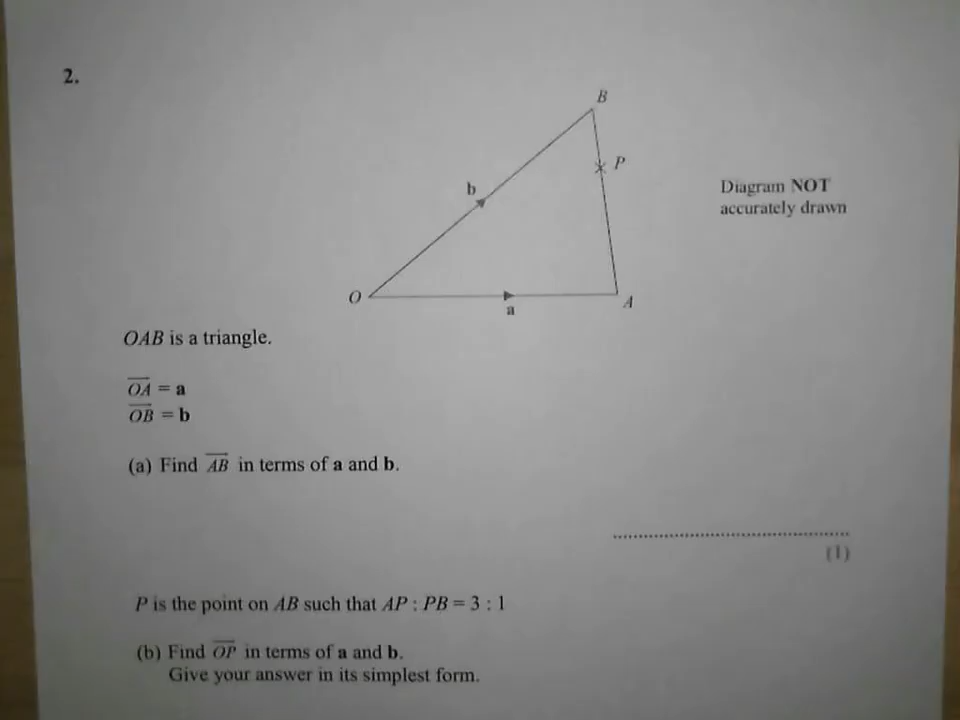 2.
B
P
b
Diagram NOT
accurately drawn
O
A
a
OAB is a triangle.
OA = a
OB = b
(a) Find AB in terms of a and b.
(1)
P is the point on AB such that AP : PB = 3 : 1
(b) Find OP in terms of a and b.
Give your answer in its simplest form.